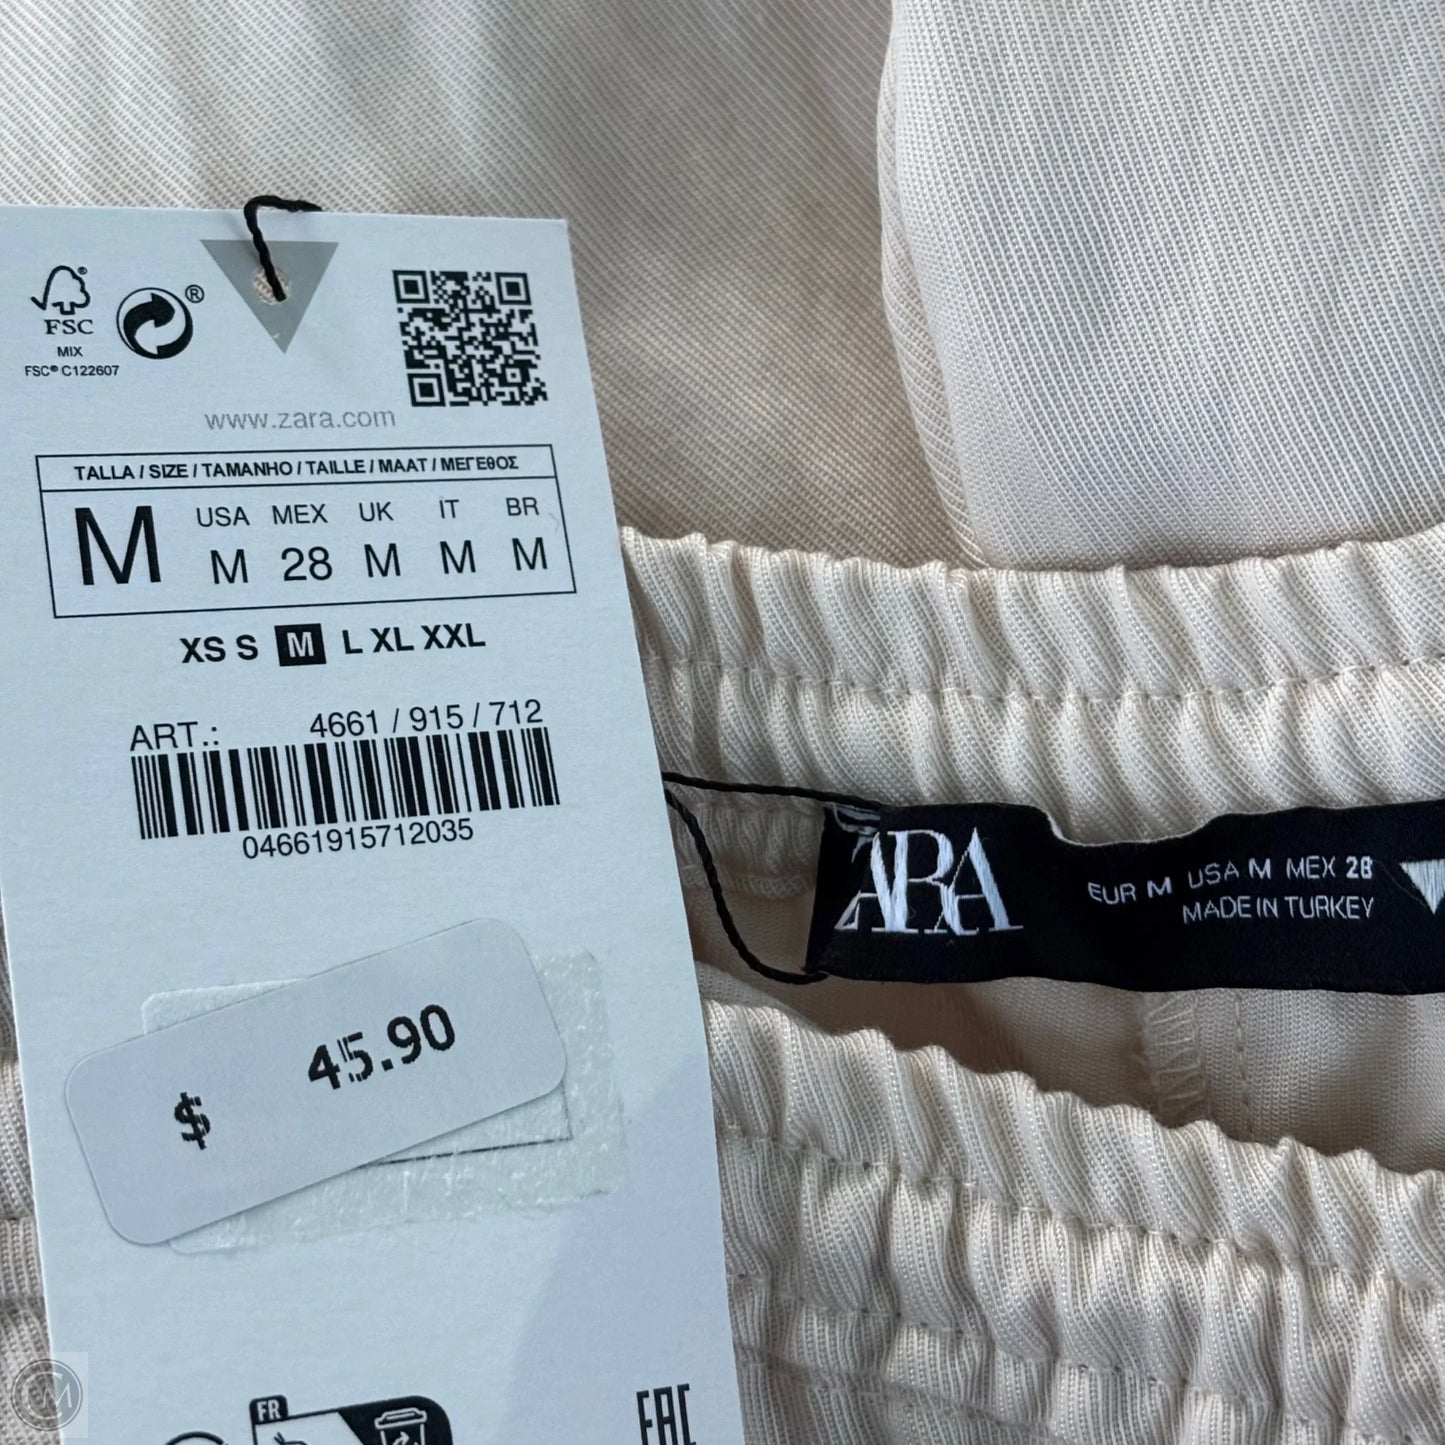 FSC
MIX
FSC® C122607
®
www.zara.com
TALLA / SIZE / TAMANHO / TAILLE / MAAT / ΜΕΓΕΘΟΣ
M
USA MEX UK IT BR
M 28 M M M
XS S M L XL XXL
ART.: 4661 / 915 / 712
04661915712035
$ 45.90
FR
EAC
ZARA
EUR M USA M MEX 28
MADE IN TURKEY